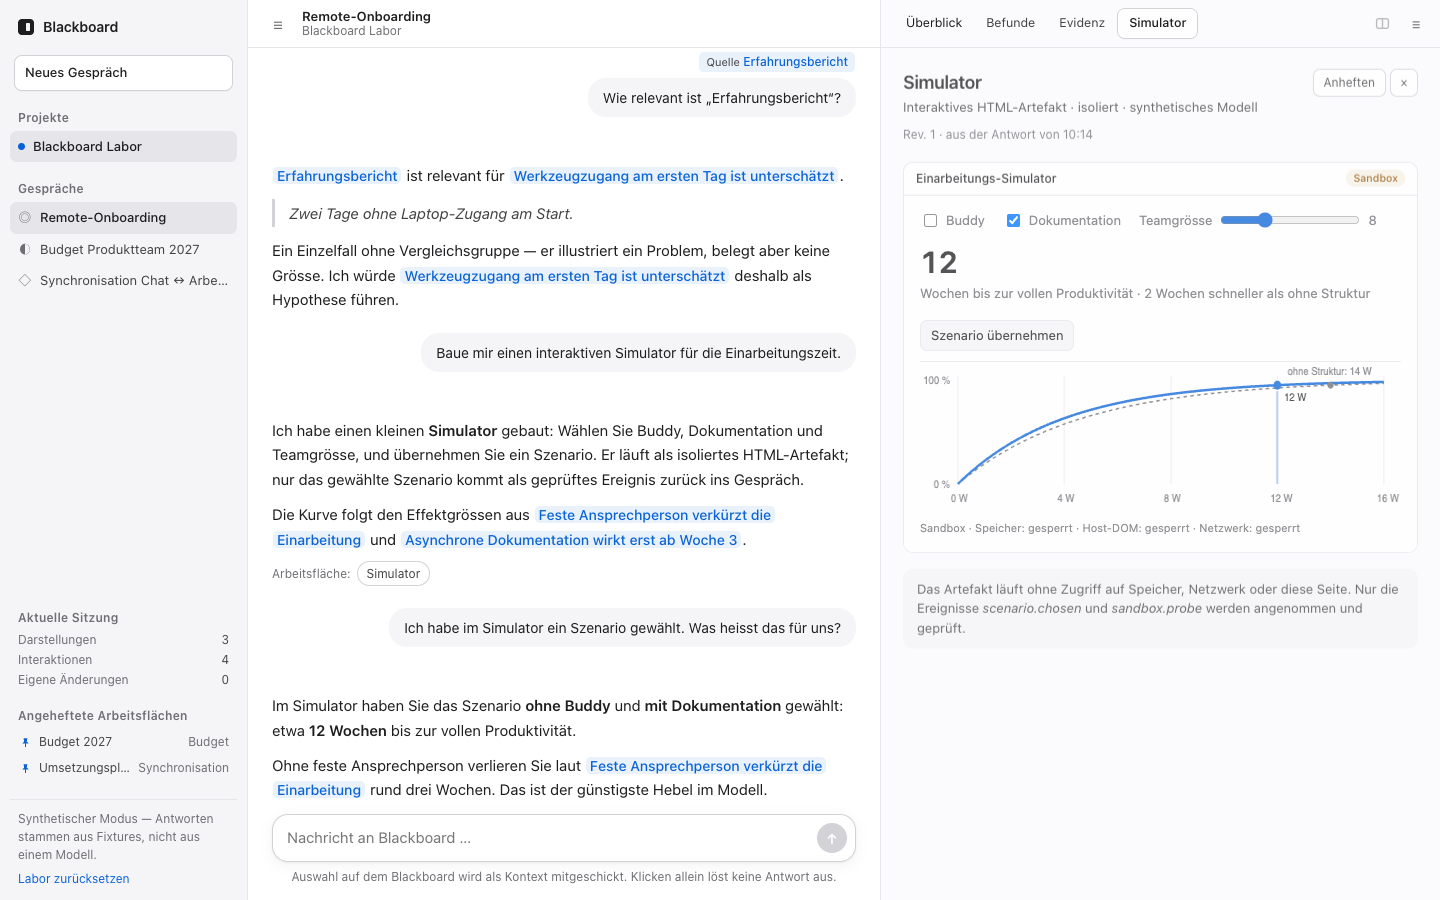 Blackboard
Neues Gespräch
Projekte
Blackboard Labor
Gespräche
Remote-Onboarding
Budget Produktteam 2027
Synchronisation Chat ↔ Arbe…
Aktuelle Sitzung
Darstellungen 3
Interaktionen 4
Eigene Änderungen 0
Angeheftete Arbeitsflächen
Budget 2027 Budget
Umsetzungspl… Synchronisation
Synthetischer Modus — Antworten
stammen aus Fixtures, nicht aus
einem Modell.
Labor zurücksetzen
Remote-Onboarding
Blackboard Labor
Quelle Erfahrungsbericht
Wie relevant ist „Erfahrungsbericht“?
Erfahrungsbericht ist relevant für Werkzeugzugang am ersten Tag ist unterschätzt.
Zwei Tage ohne Laptop-Zugang am Start.
Ein Einzelfall ohne Vergleichsgruppe — er illustriert ein Problem, belegt aber keine
Grösse. Ich würde Werkzeugzugang am ersten Tag ist unterschätzt deshalb als
Hypothese führen.
Baue mir einen interaktiven Simulator für die Einarbeitungszeit.
Ich habe einen kleinen Simulator gebaut: Wählen Sie Buddy, Dokumentation und
Teamgrösse, und übernehmen Sie ein Szenario. Er läuft als isoliertes HTML-Artefakt;
nur das gewählte Szenario kommt als geprüftes Ereignis zurück ins Gespräch.
Die Kurve folgt den Effektgrössen aus Feste Ansprechperson verkürzt die
Einarbeitung und Asynchrone Dokumentation wirkt erst ab Woche 3.
Arbeitsfläche: Simulator
Ich habe im Simulator ein Szenario gewählt. Was heisst das für uns?
Im Simulator haben Sie das Szenario ohne Buddy und mit Dokumentation gewählt:
etwa 12 Wochen bis zur vollen Produktivität.
Ohne feste Ansprechperson verlieren Sie laut Feste Ansprechperson verkürzt die
Einarbeitung rund drei Wochen. Das ist der günstigste Hebel im Modell.
Nachricht an Blackboard …
Auswahl auf dem Blackboard wird als Kontext mitgeschickt. Klicken allein löst keine Antwort aus.
Überblick Befunde Evidenz Simulator
Simulator
Anheften ×
Interaktives HTML-Artefakt · isoliert · synthetisches Modell
Rev. 1 · aus der Antwort von 10:14
Einarbeitungs-Simulator Sandbox
Buddy Dokumentation Teamgrösse 8
12
Wochen bis zur vollen Produktivität · 2 Wochen schneller als ohne Struktur
Szenario übernehmen
ohne Struktur: 14 W
100 %
12 W
0 %
0 W 4 W 8 W 12 W 16 W
Sandbox · Speicher: gesperrt · Host-DOM: gesperrt · Netzwerk: gesperrt
Das Artefakt läuft ohne Zugriff auf Speicher, Netzwerk oder diese Seite. Nur die
Ereignisse scenario.chosen und sandbox.probe werden angenommen und
geprüft.